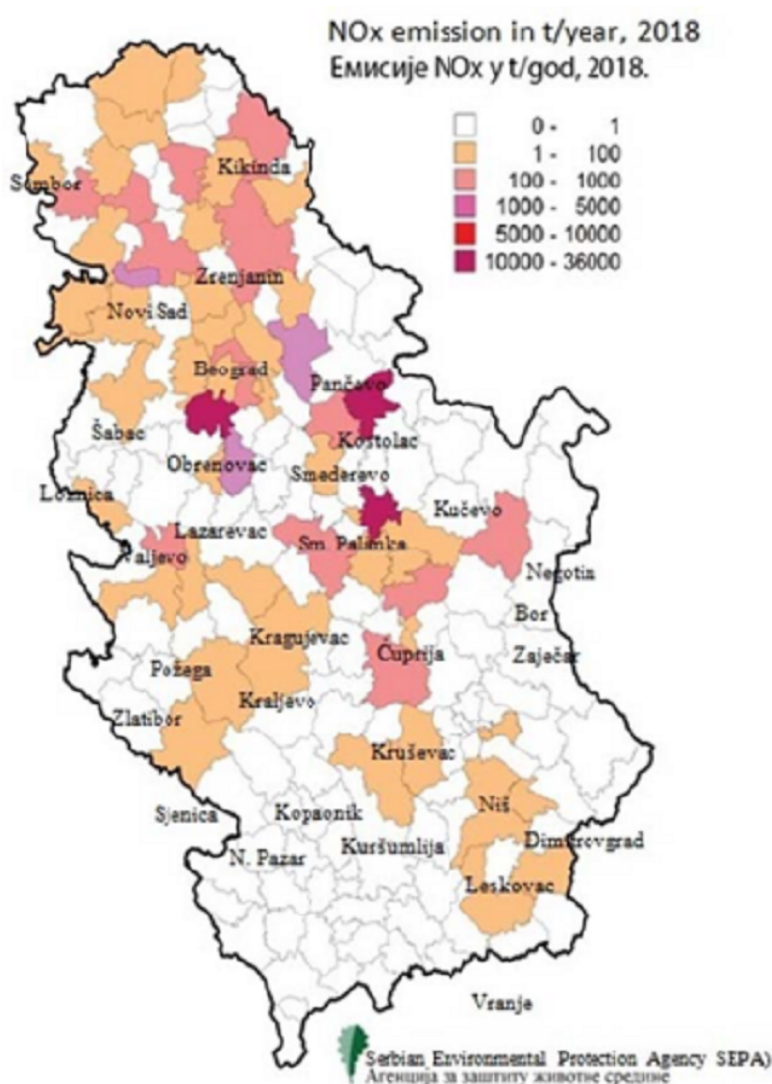 NOx emission in t/year, 2018
Емисије NOx у t/god, 2018.
0 - 1
1 - 100
100 - 1000
1000 - 5000
5000 - 10000
10000 - 36000
Kikinda
Sombor
Zrenjanin
Novi Sad
Beograd
Pančevo
Šabac
Kostolac
Obrenovac
Smederevo
Loznica
Kučevo
Lazarevac
Sm. Palanka
Valjevo
Negotin
Bor
Kragujevac
Ćuprija
Zaječar
Požega
Kraljevo
Zlatibor
Kruševac
Niš
Sjenica
Kopaonik
Dimitrovgrad
Kuršumlija
N. Pazar
Leskovac
Vranje
Serbian Environmental Protection Agency SEPA)
Агенција за заштиту животне средине